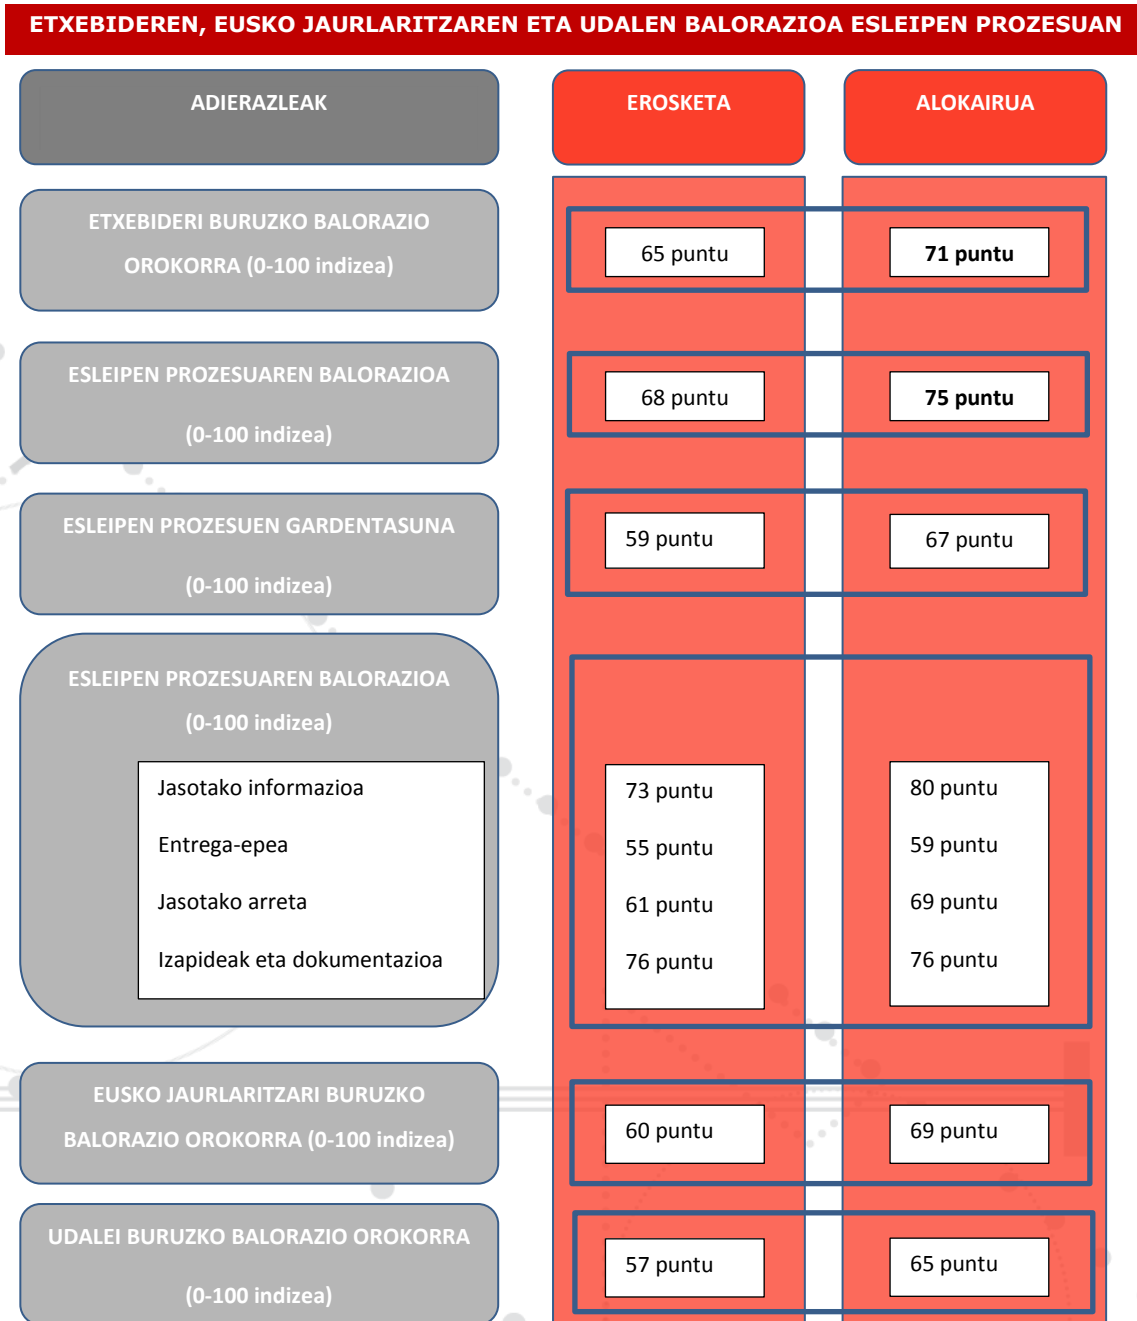 ETXEBIDEREN, EUSKO JAURLARITZAREN ETA UDALEN BALORAZIOA ESLEIPEN PROZESUAN
ADIERAZLEAK
EROSKETA
ALOKAIRUA
ETXEBIDERI BURUZKO BALORAZIO
OROKORRA (0-100 indizea)
65 puntu
71 puntu
ESLEIPEN PROZESUAREN BALORAZIOA
(0-100 indizea)
68 puntu
75 puntu
ESLEIPEN PROZESUEN GARDENTASUNA
(0-100 indizea)
59 puntu
67 puntu
ESLEIPEN PROZESUAREN BALORAZIOA
(0-100 indizea)
Jasotako informazioa
73 puntu
80 puntu
Entrega-epea
55 puntu
59 puntu
Jasotako arreta
61 puntu
69 puntu
Izapideak eta dokumentazioa
76 puntu
76 puntu
EUSKO JAURLARITZARI BURUZKO
BALORAZIO OROKORRA (0-100 indizea)
60 puntu
69 puntu
UDALEI BURUZKO BALORAZIO OROKORRA
(0-100 indizea)
57 puntu
65 puntu